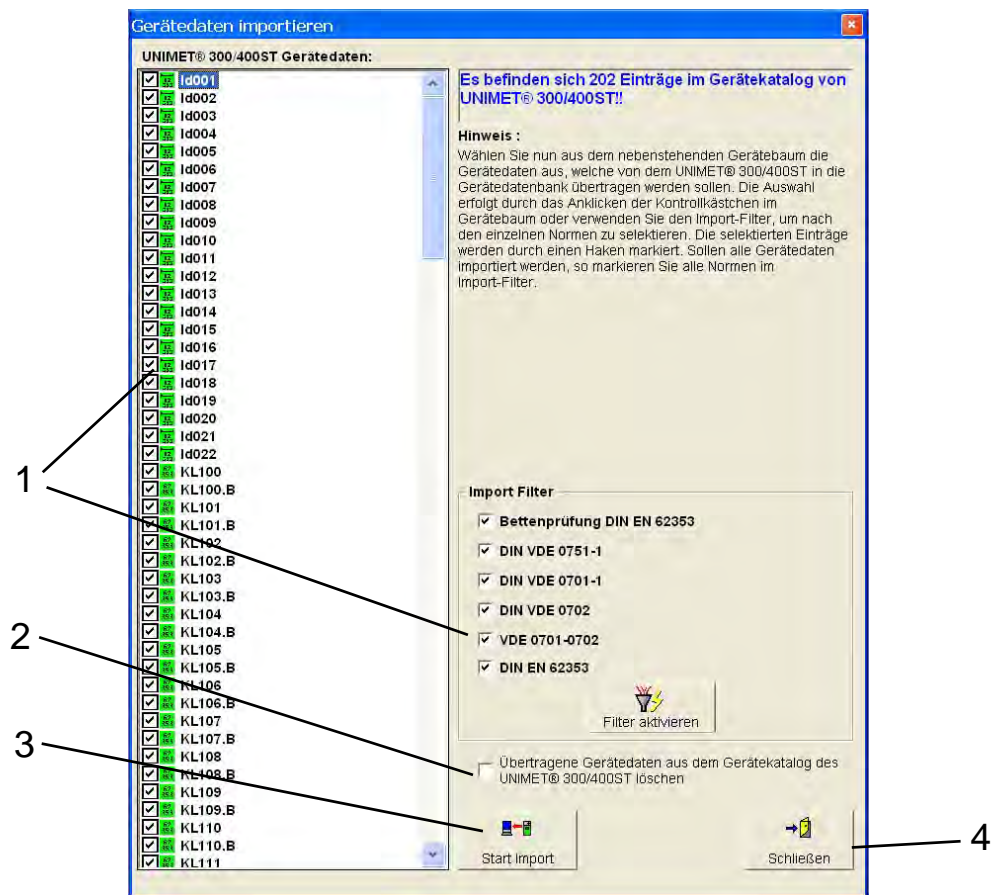 Gerätedaten importieren
UNIMET® 300/400ST Gerätedaten:
Id001
Id002
Id003
Id004
Id005
Id006
Id007
Id008
Id009
Id010
Id011
Id012
Id013
Id014
Id015
Id016
Id017
Id018
Id019
Id020
Id021
Id022
KL100
KL100.B
KL101
KL101.B
KL102
KL102.B
KL103
KL103.B
KL104
KL104.B
KL105
KL105.B
KL106
KL106.B
KL107
KL107.B
KL108
KL108.B
KL109
KL109.B
KL110
KL110.B
KL111
Es befinden sich 202 Einträge im Gerätekatalog von
UNIMET® 300/400ST!!
Hinweis :
Wählen Sie nun aus dem nebenstehenden Gerätebaum die
Gerätedaten aus, welche von dem UNIMET® 300/400ST in die
Gerätedatenbank übertragen werden sollen. Die Auswahl
erfolgt durch das Anklicken der Kontrollkästchen im
Gerätebaum oder verwenden Sie den Import-Filter, um nach
den einzelnen Normen zu selektieren. Die selektierten Einträge
werden durch einen Haken markiert. Sollen alle Gerätedaten
importiert werden, so markieren Sie alle Normen im
Import-Filter.
Import Filter
Bettenprüfung DIN EN 62353
DIN VDE 0751-1
DIN VDE 0701-1
DIN VDE 0702
VDE 0701-0702
DIN EN 62353
Filter aktivieren
Übertragene Gerätedaten aus dem Gerätekatalog des
UNIMET® 300/400ST löschen
Start Import
Schließen
1
2
3
4